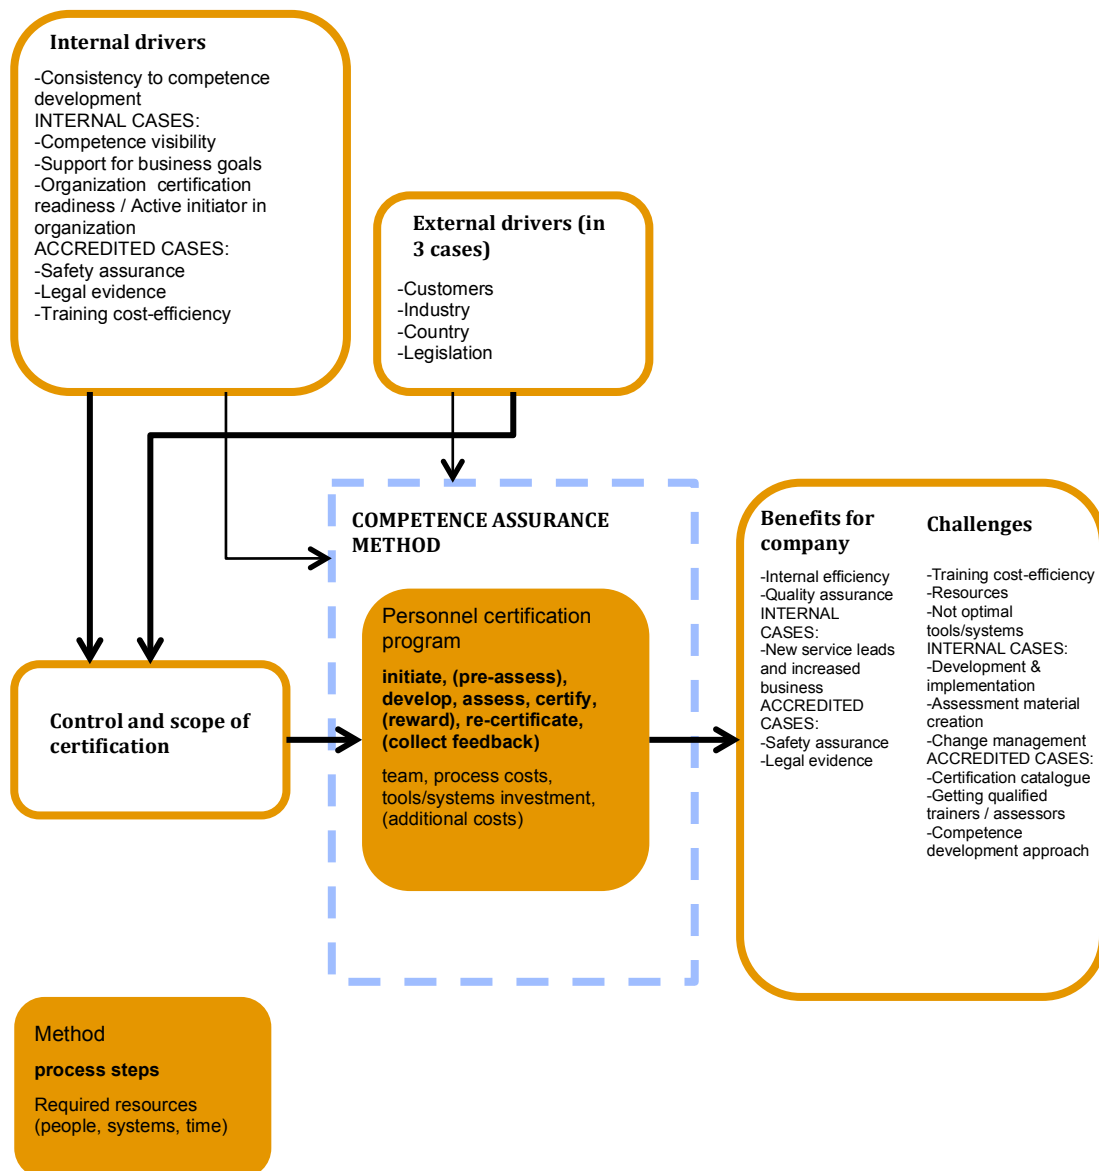 Internal drivers
-Consistency to competence
development
INTERNAL CASES:
-Competence visibility
-Support for business goals
-Organization certification
readiness / Active initiator in
organization
ACCREDITED CASES:
-Safety assurance
-Legal evidence
-Training cost-efficiency
External drivers (in
3 cases)
-Customers
-Industry
-Country
-Legislation
COMPETENCE ASSURANCE
METHOD
Personnel certification
program
initiate, (pre-assess),
develop, assess, certify,
(reward), re-certificate,
(collect feedback)
team, process costs,
tools/systems investment,
(additional costs)
Control and scope of
certification
Benefits for
company
-Internal efficiency
-Quality assurance
INTERNAL
CASES:
-New service leads
and increased
business
ACCREDITED
CASES:
-Safety assurance
-Legal evidence
Challenges
-Training cost-efficiency
-Resources
-Not optimal
tools/systems
INTERNAL CASES:
-Development &
implementation
-Assessment material
creation
-Change management
ACCREDITED CASES:
-Certification catalogue
-Getting qualified
trainers / assessors
-Competence
development approach
Method
process steps
Required resources
(people, systems, time)